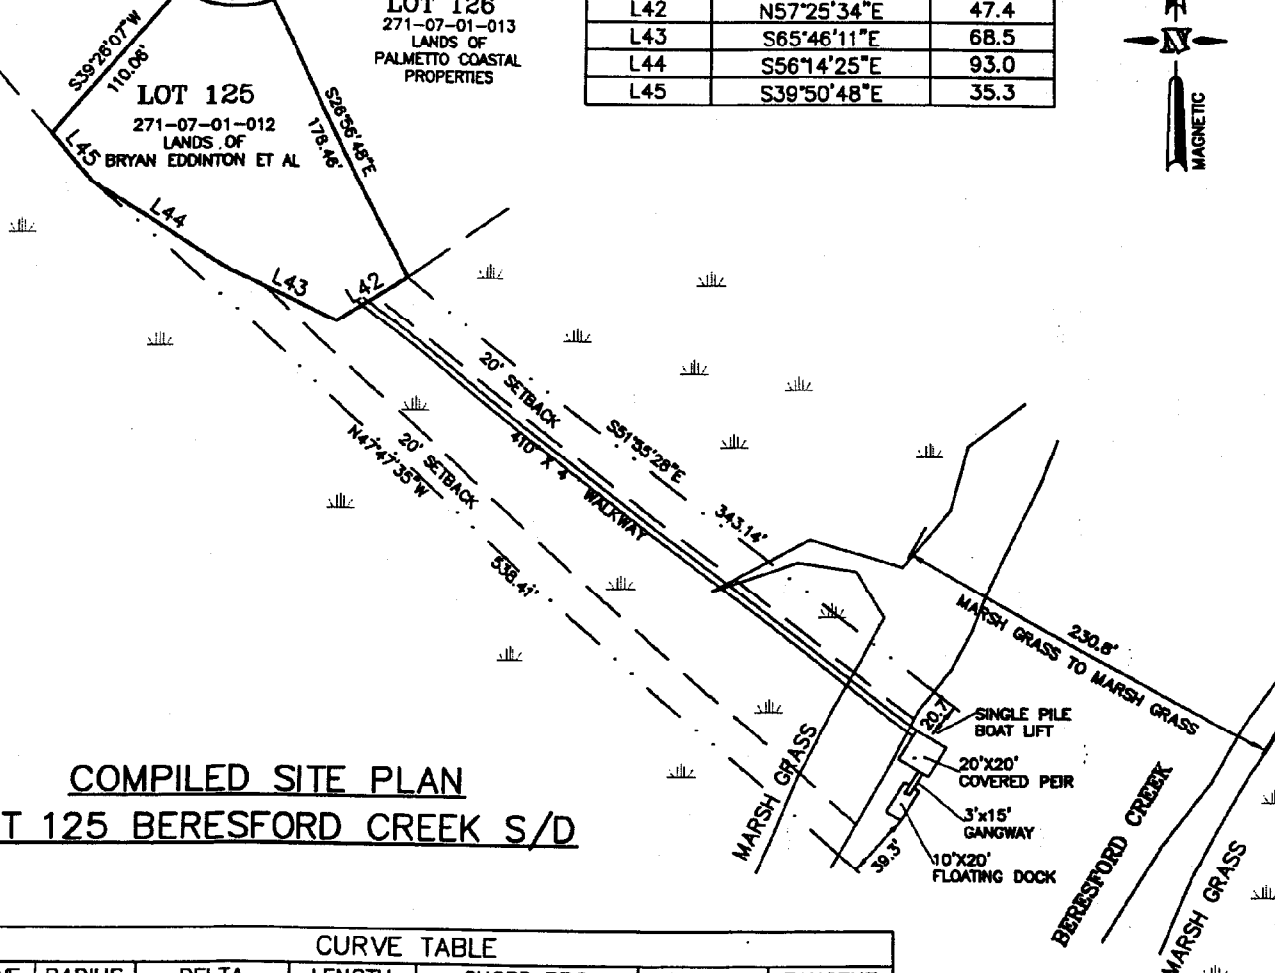 LOT 126
271-07-01-013
LANDS OF
PALMETTO COASTAL
PROPERTIES
L42 N57°25'34"E 47.4
L43 S65°46'11"E 68.5
L44 S56°14'25"E 93.0
L45 S39°50'48"E 35.3
N
MAGNETIC
S39°26'07"W
110.06'
LOT 125
271-07-01-012
LANDS OF
BRYAN EDDINTON ET AL
S26°56'48"E
178.46'
L45
L44
L43
L42
20' SETBACK
S51°55'28"E
343.14'
410' X 4' WALKWAY
20' SETBACK
N47°47'35"W
538.47'
MARSH GRASS TO MARSH GRASS
230.8'
20.7
SINGLE PILE
BOAT LIFT
20'X20'
COVERED PEIR
3'x15'
GANGWAY
10'X20'
FLOATING DOCK
39.3'
MARSH GRASS
BERESFORD CREEK
MARSH GRASS
COMPILED SITE PLAN
T 125 BERESFORD CREEK S/D
CURVE TABLE
RADIUS DELTA LENGTH